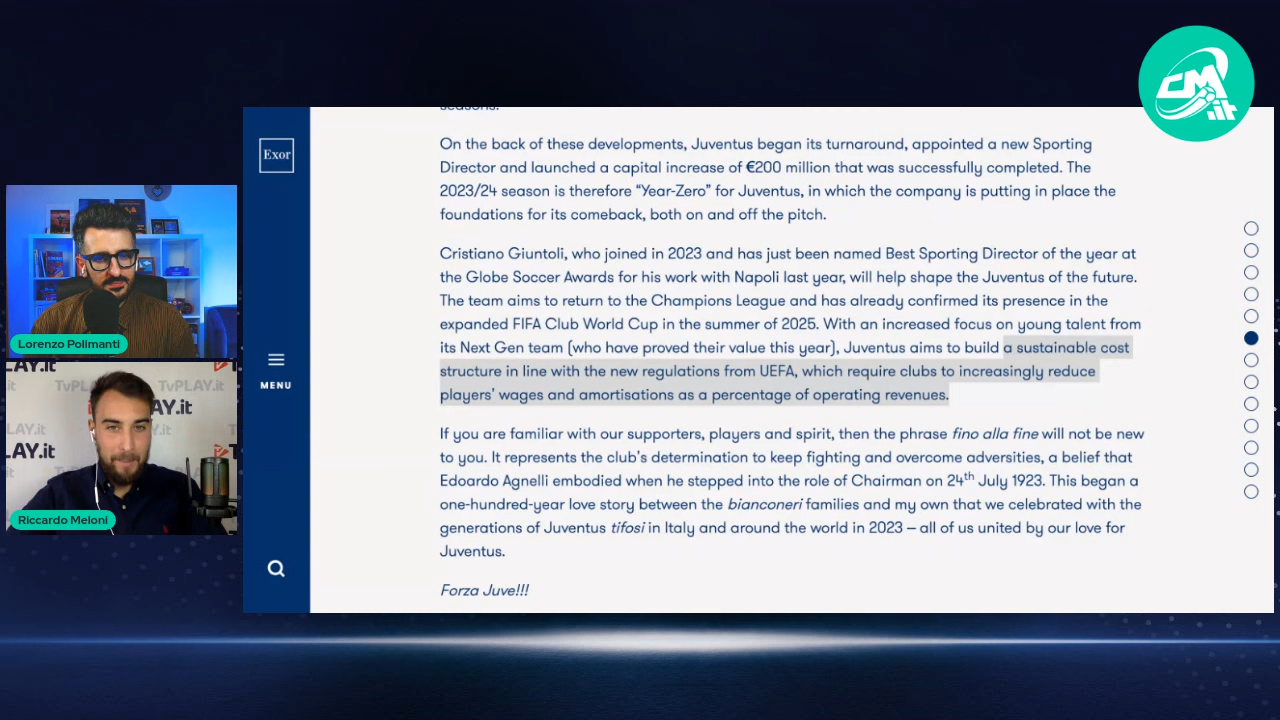 CM.it
seasons.
On the back of these developments, Juventus began its turnaround, appointed a new Sporting
Director and launched a capital increase of €200 million that was successfully completed. The
2023/24 season is therefore “Year-Zero” for Juventus, in which the company is putting in place the
foundations for its comeback, both on and off the pitch.
Cristiano Giuntoli, who joined in 2023 and has just been named Best Sporting Director of the year at
the Globe Soccer Awards for his work with Napoli last year, will help shape the Juventus of the future.
The team aims to return to the Champions League and has already confirmed its presence in the
expanded FIFA Club World Cup in the summer of 2025. With an increased focus on young talent from
its Next Gen team (who have proved their value this year), Juventus aims to build a sustainable cost
structure in line with the new regulations from UEFA, which require clubs to increasingly reduce
players’ wages and amortisations as a percentage of operating revenues.
If you are familiar with our supporters, players and spirit, then the phrase fino alla fine will not be new
to you. It represents the club’s determination to keep fighting and overcome adversities, a belief that
Edoardo Agnelli embodied when he stepped into the role of Chairman on 24th July 1923. This began a
one-hundred-year love story between the bianconeri families and my own that we celebrated with the
generations of Juventus tifosi in Italy and around the world in 2023 – all of us united by our love for
Juventus.
Forza Juve!!!
Exor
MENU
Lorenzo Polimanti
TvPLAY.it
LAY.it
AY.it
Riccardo Meloni